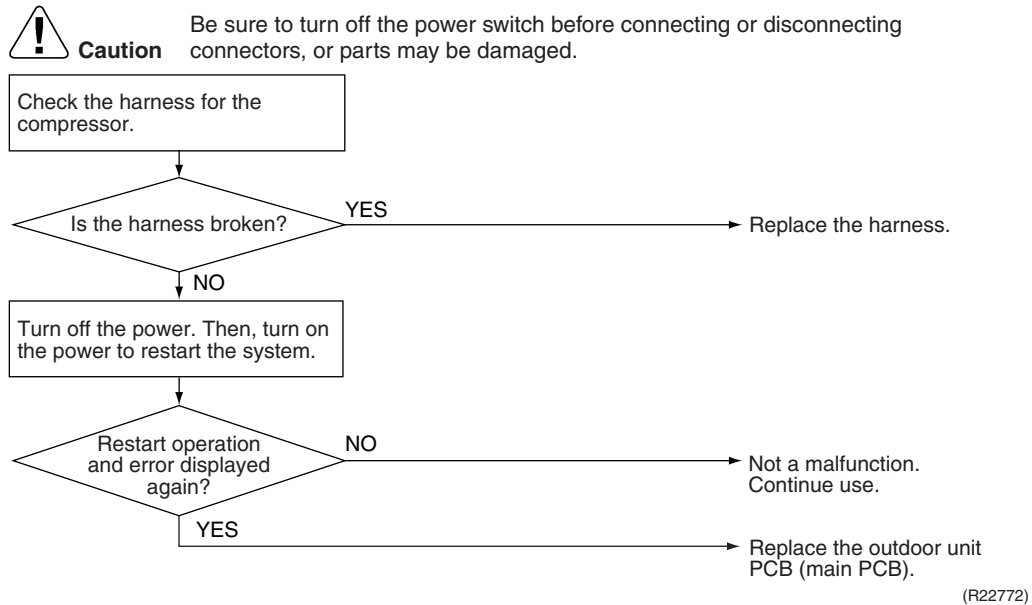 Be sure to turn off the power switch before connecting or disconnecting
Caution connectors, or parts may be damaged.
Check the harness for the
compressor.
Is the harness broken?
YES
Replace the harness.
NO
Turn off the power. Then, turn on
the power to restart the system.
Restart operation
and error displayed
again?
NO
Not a malfunction.
Continue use.
YES
Replace the outdoor unit
PCB (main PCB).
(R22772)